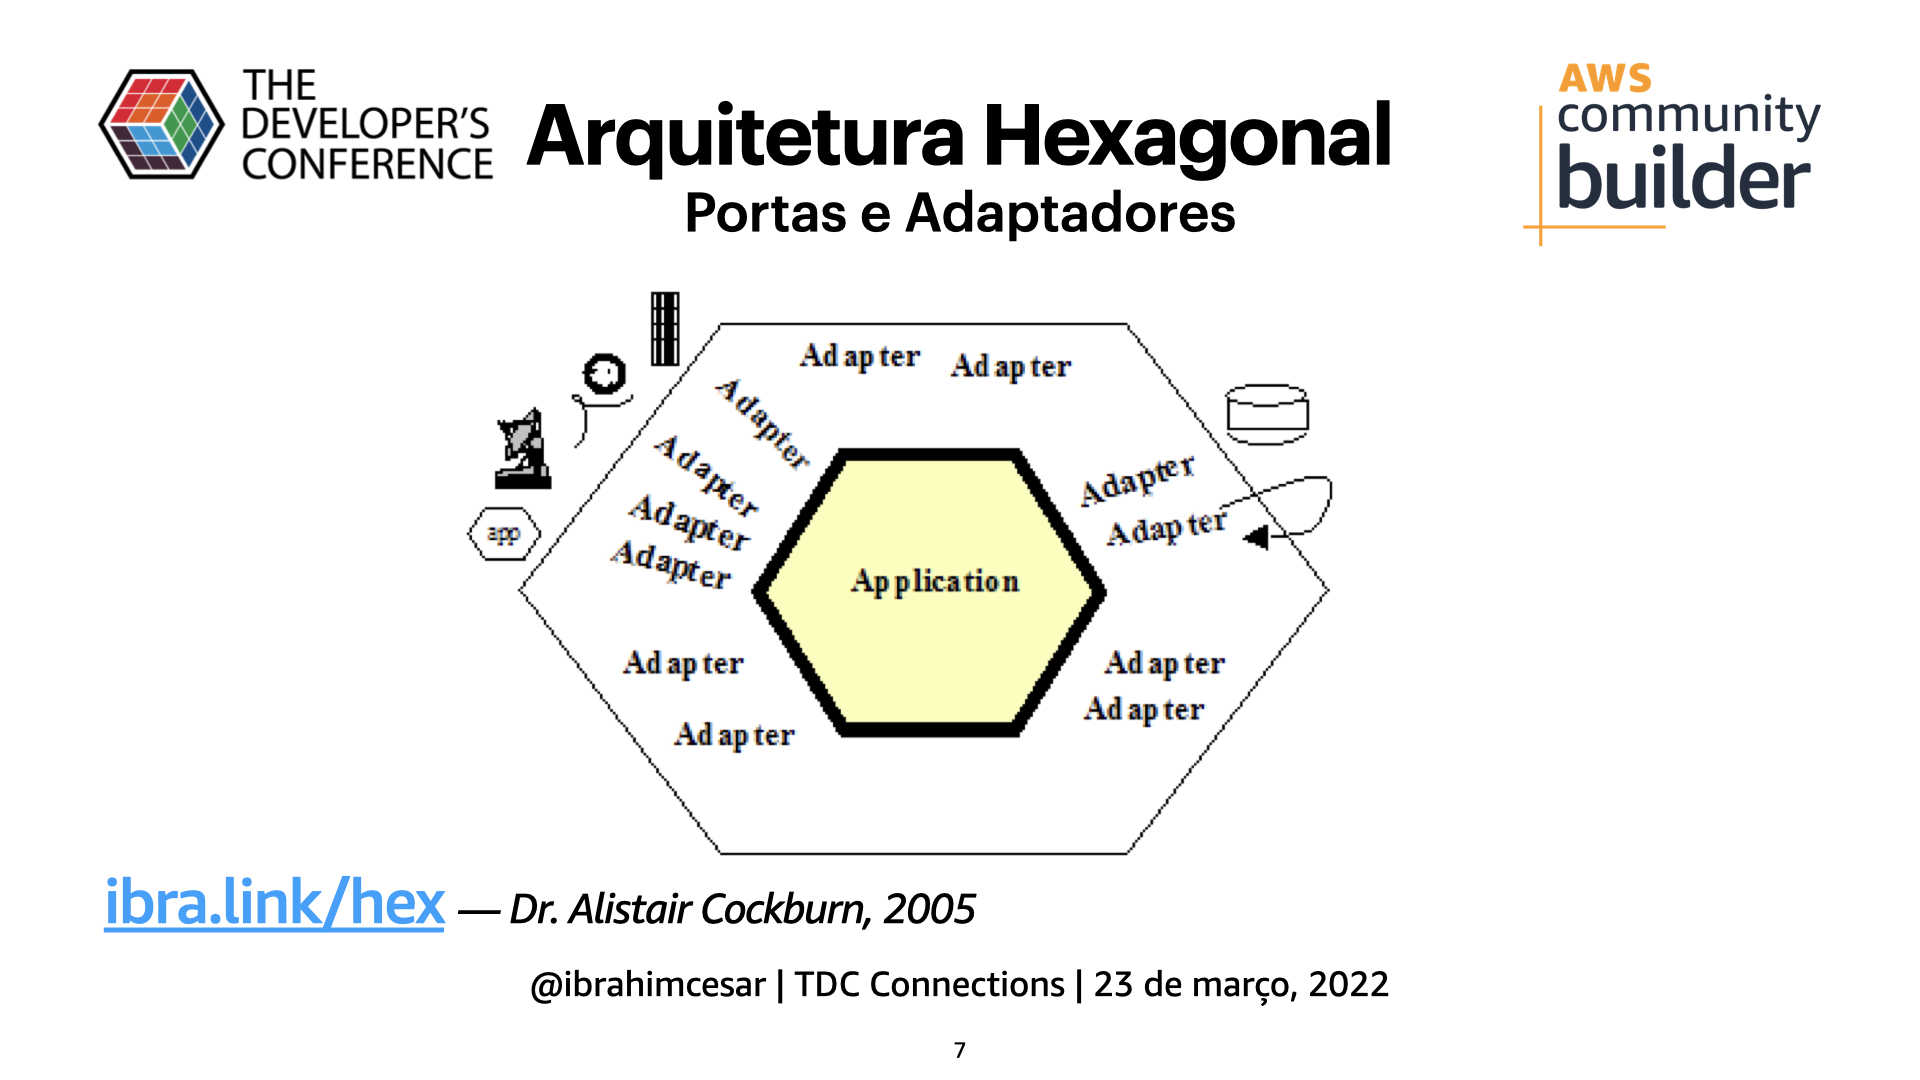 THE
DEVELOPER'S
CONFERENCE
Arquitetura Hexagonal
Portas e Adaptadores
AWS
community
builder
Adapter
Adapter
Adapter
Adapter
Adapter
Adapter
Adapter
Adapter
app
Application
Adapter
Adapter
Adapter
Adapter
ibra.link/hex — Dr. Alistair Cockburn, 2005
@ibrahimcesar | TDC Connections | 23 de março, 2022
7